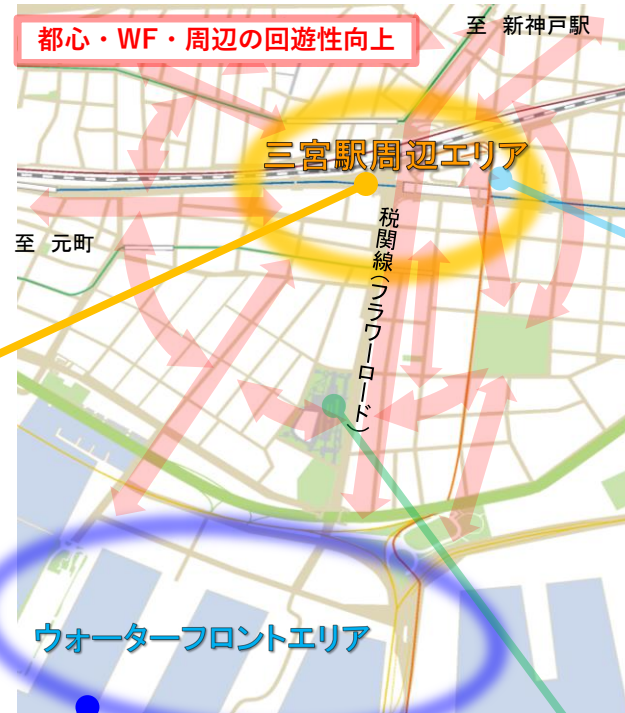 都心・WF・周辺の回遊性向上
至 新神戸駅
三宮駅周辺エリア
至 元町
税関線(フラワーロード)
ウォーターフロントエリア